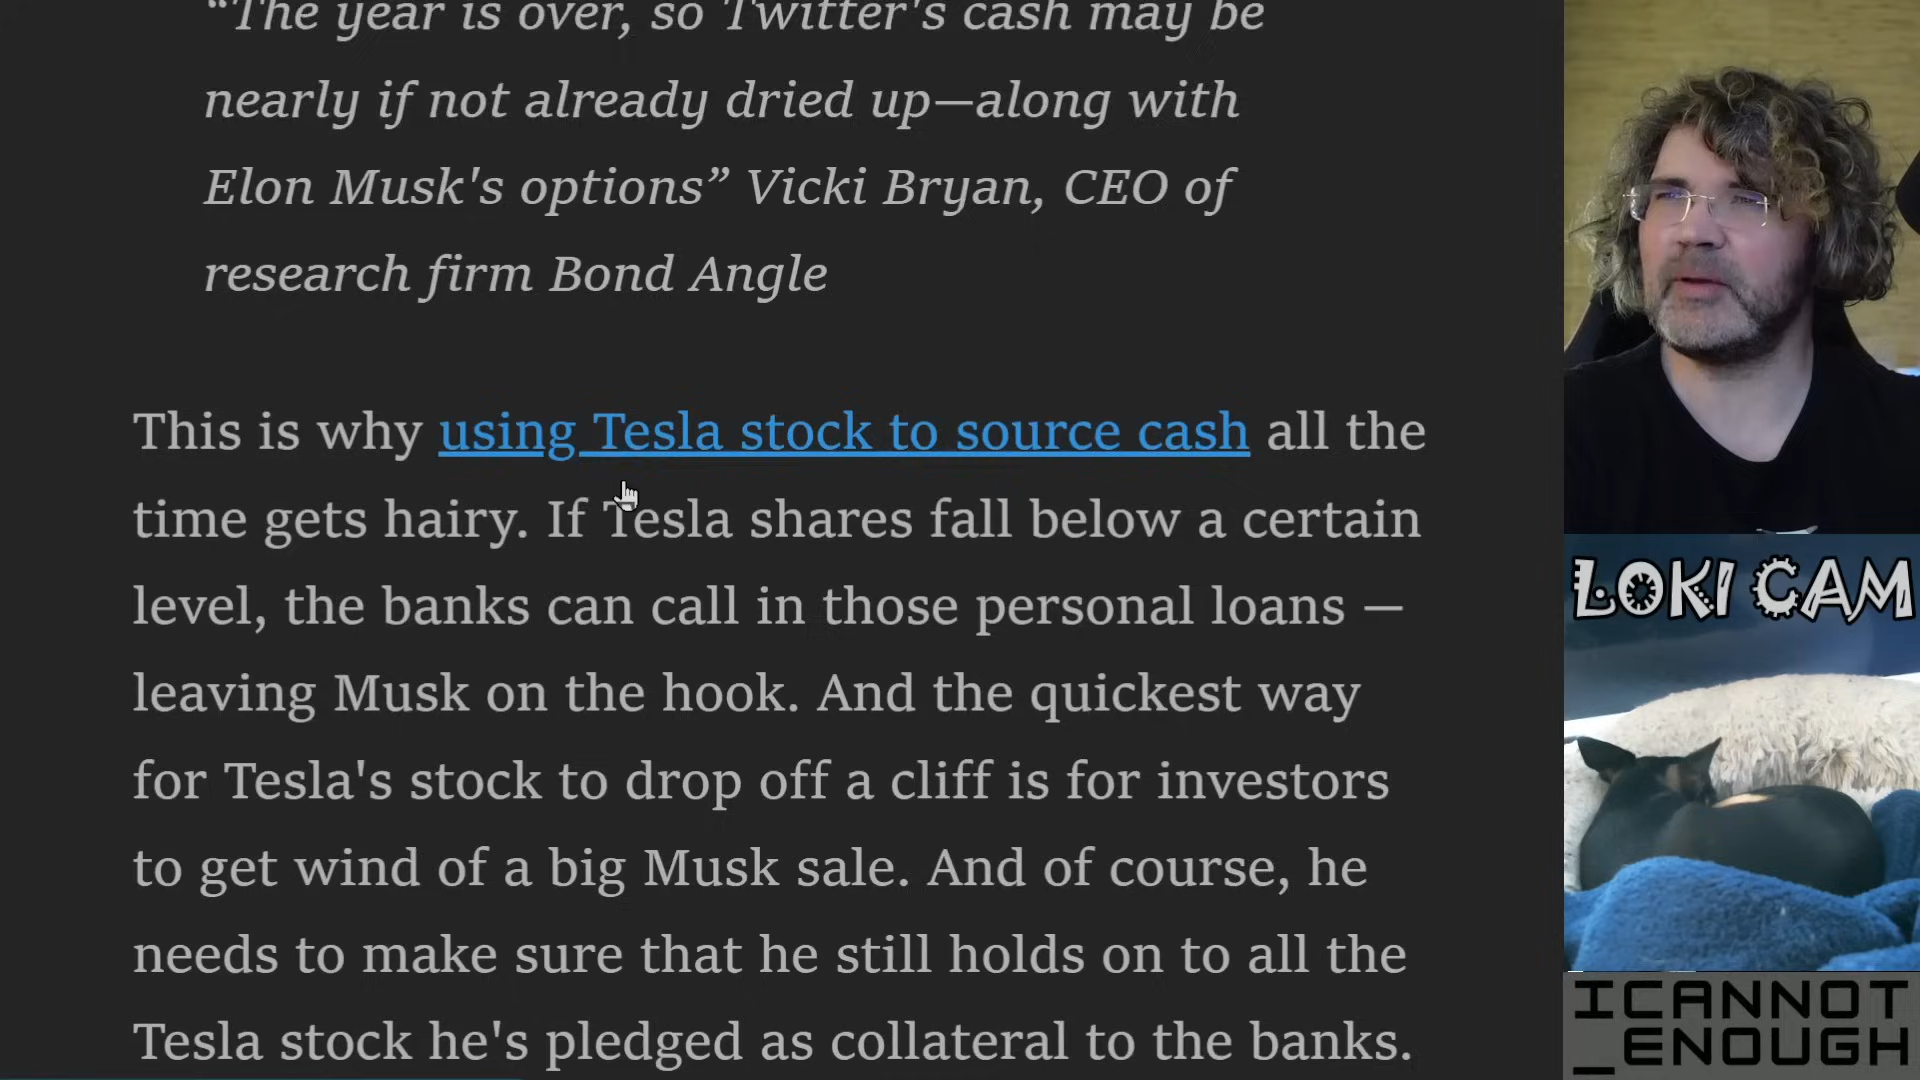 “The year is over, so Twitter's cash may be
nearly if not already dried up—along with
Elon Musk's options” Vicki Bryan, CEO of
research firm Bond Angle
This is why using Tesla stock to source cash all the
time gets hairy. If Tesla shares fall below a certain
level, the banks can call in those personal loans —
leaving Musk on the hook. And the quickest way
for Tesla's stock to drop off a cliff is for investors
to get wind of a big Musk sale. And of course, he
needs to make sure that he still holds on to all the
Tesla stock he's pledged as collateral to the banks.
LOKI CAM
ICANNOT
_ENOUGH